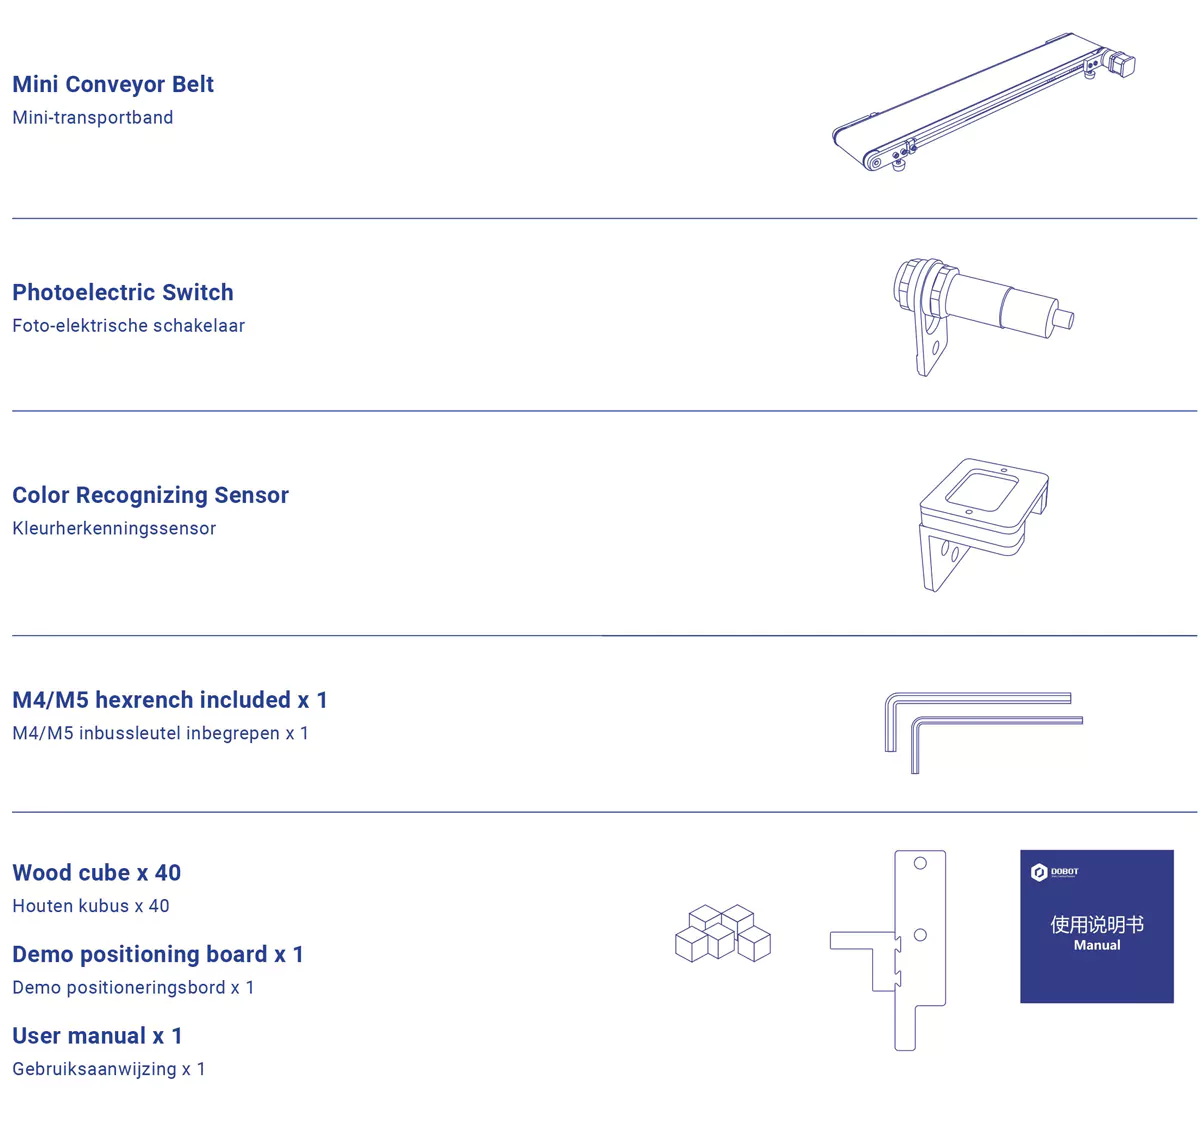 Mini Conveyor Belt
Mini-transportband
Photoelectric Switch
Foto-elektrische schakelaar
Color Recognizing Sensor
Kleurherkenningssensor
M4/M5 hexrench included x 1
M4/M5 inbussleutel inbegrepen x 1
Wood cube x 40
Houten kubus x 40
Demo positioning board x 1
Demo positioneringsbord x 1
User manual x 1
Gebruiksaanwijzing x 1
DOBOT
使用说明书
Manual